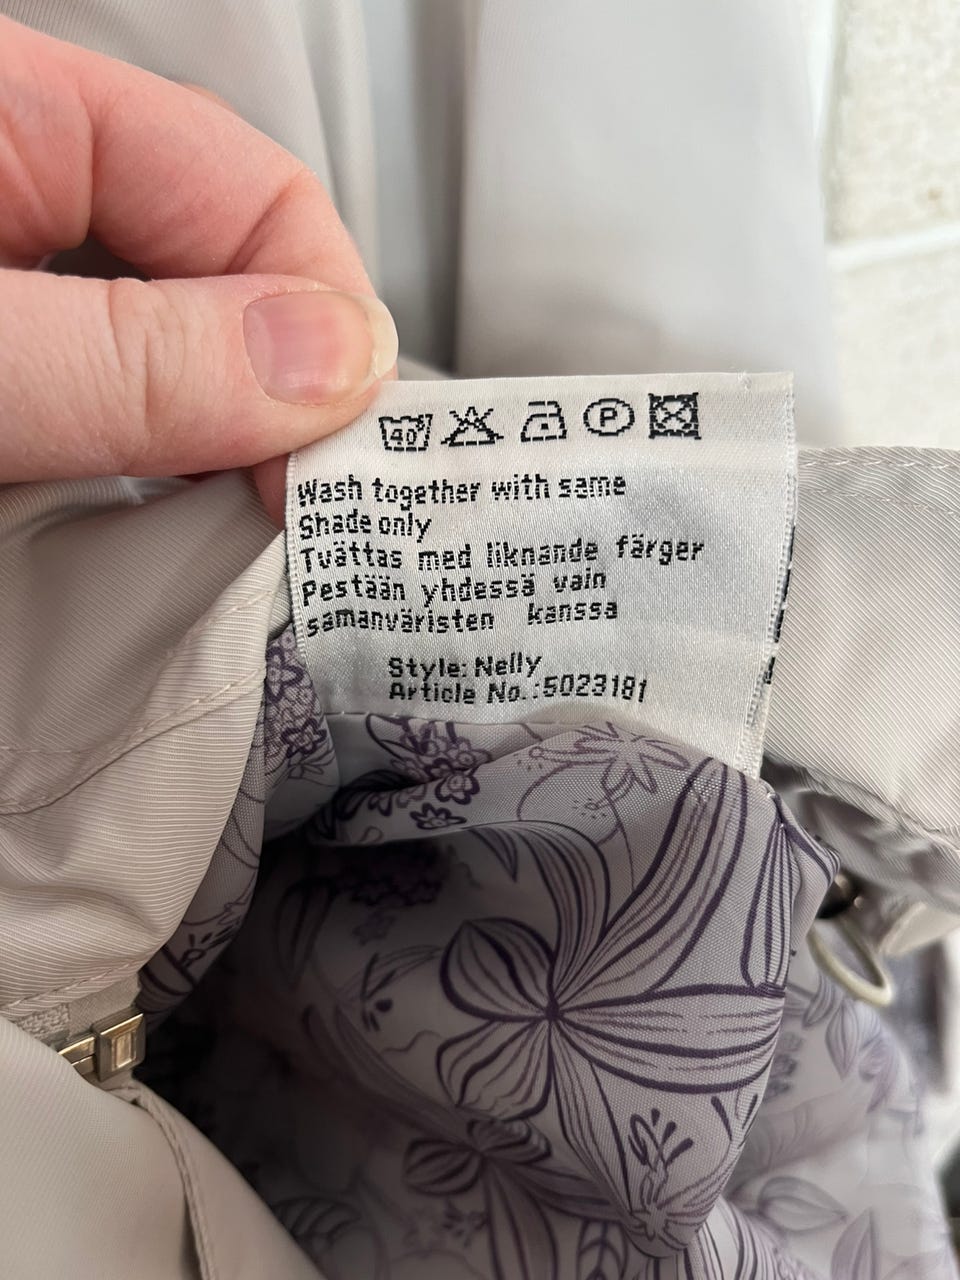 40° P
Wash together with same
Shade only
Tvättas med liknande färger
Pestään yhdessä vain
samanväristen kanssa
Style: Nelly
Article No.:5023181